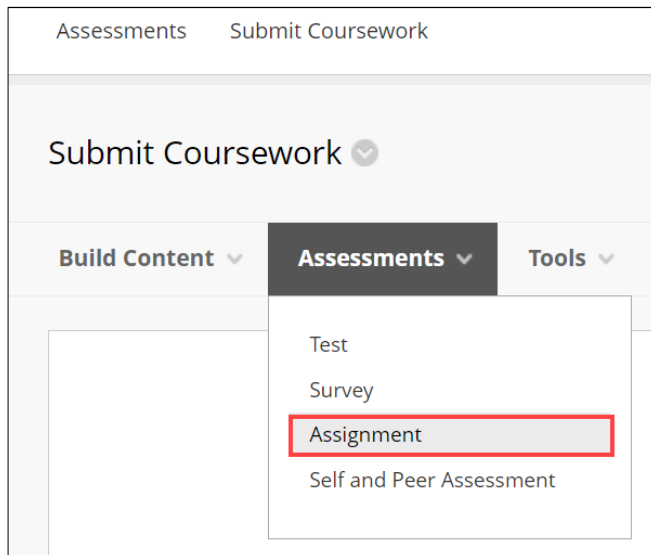 Assessments Submit Coursework
Submit Coursework
Build Content Assessments Tools
Test
Survey
Assignment
Self and Peer Assessment